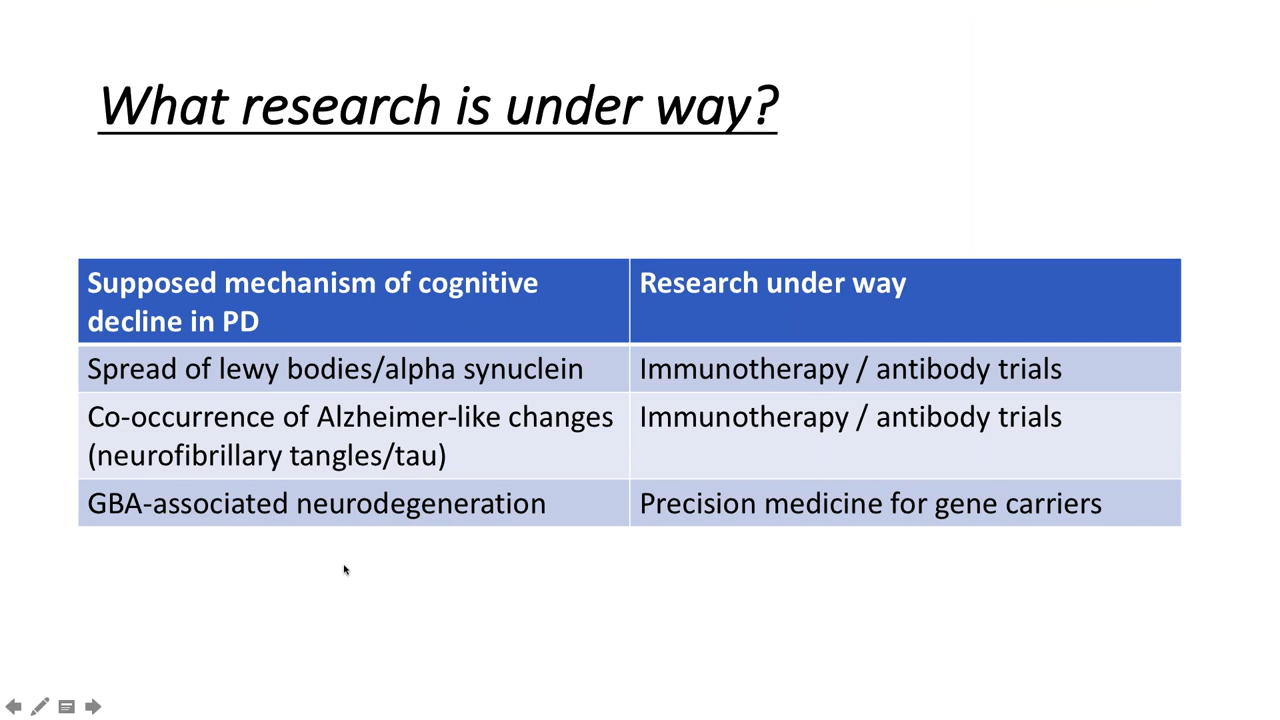 What research is under way?
Supposed mechanism of cognitive
decline in PD
Research under way
Spread of lewy bodies/alpha synuclein
Immunotherapy / antibody trials
Co-occurrence of Alzheimer-like changes
(neurofibrillary tangles/tau)
Immunotherapy / antibody trials
GBA-associated neurodegeneration
Precision medicine for gene carriers